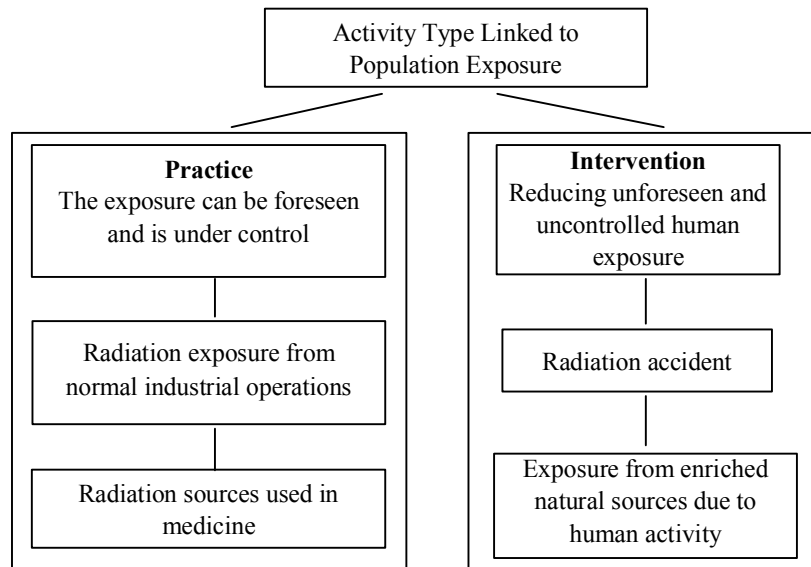 Activity Type Linked to
Population Exposure
Practice
The exposure can be foreseen
and is under control
Radiation exposure from
normal industrial operations
Radiation sources used in
medicine
Intervention
Reducing unforeseen and
uncontrolled human
exposure
Radiation accident
Exposure from enriched
natural sources due to
human activity